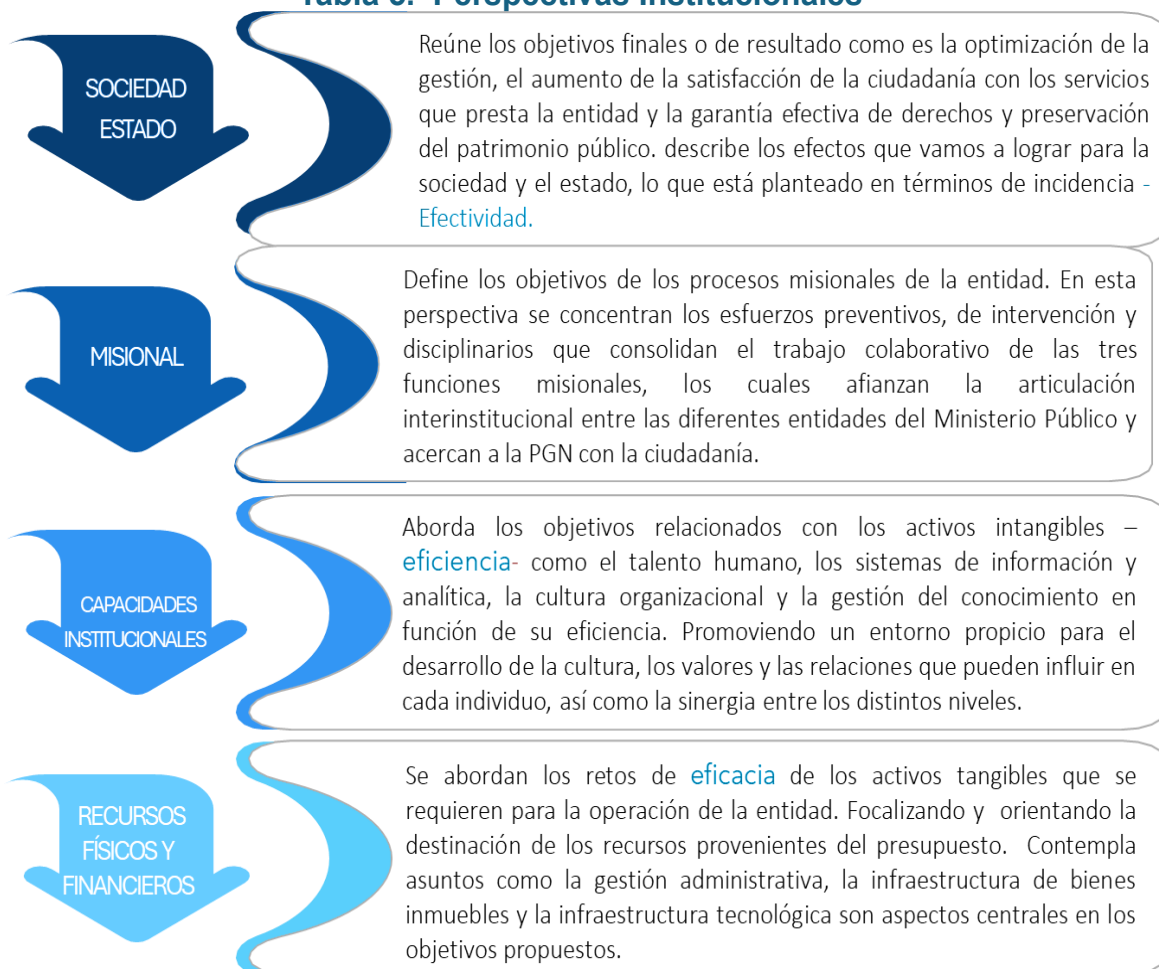 Tabla 6. Perspectivas Institucionales
SOCIEDAD
ESTADO
Reúne los objetivos finales o de resultado como es la optimización de la
gestión, el aumento de la satisfacción de la ciudadanía con los servicios
que presta la entidad y la garantía efectiva de derechos y preservación
del patrimonio público. describe los efectos que vamos a lograr para la
sociedad y el estado, lo que está planteado en términos de incidencia -
Efectividad.
MISIONAL
Define los objetivos de los procesos misionales de la entidad. En esta
perspectiva se concentran los esfuerzos preventivos, de intervención y
disciplinarios que consolidan el trabajo colaborativo de las tres
funciones misionales, los cuales afianzan la articulación
interinstitucional entre las diferentes entidades del Ministerio Público y
acercan a la PGN con la ciudadanía.
CAPACIDADES
INSTITUCIONALES
Aborda los objetivos relacionados con los activos intangibles –
eficiencia- como el talento humano, los sistemas de información y
analítica, la cultura organizacional y la gestión del conocimiento en
función de su eficiencia. Promoviendo un entorno propicio para el
desarrollo de la cultura, los valores y las relaciones que pueden influir en
cada individuo, así como la sinergia entre los distintos niveles.
RECURSOS
FÍSICOS Y
FINANCIEROS
Se abordan los retos de eficacia de los activos tangibles que se
requieren para la operación de la entidad. Focalizando y orientando la
destinación de los recursos provenientes del presupuesto. Contempla
asuntos como la gestión administrativa, la infraestructura de bienes
inmuebles y la infraestructura tecnológica son aspectos centrales en los
objetivos propuestos.